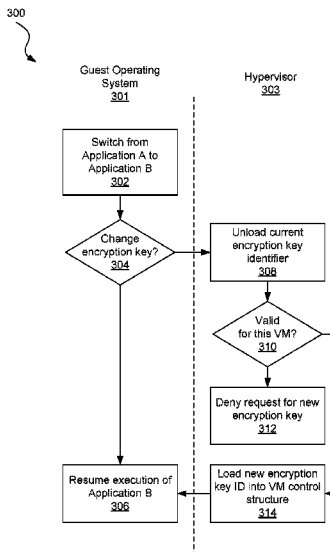 300
Guest Operating
System
301
Hypervisor
303
Switch from
Application A to
Application B
302
Change
encryption key?
304
Unload current
encryption key
identifier
308
Valid
for this VM?
310
Deny request for new
encryption key
312
Resume execution of
Application B
306
Load new encryption
key ID into VM control
structure
314